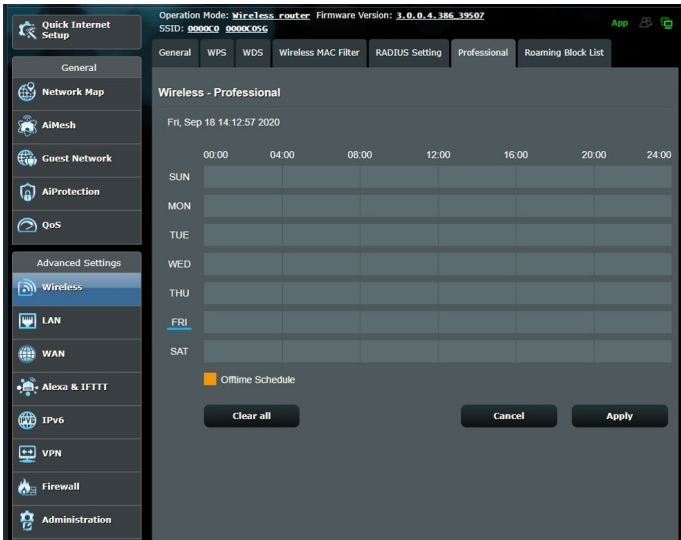 Quick Internet
Setup
General
Network Map
AiMesh
Guest Network
AiProtection
QoS
Advanced Settings
Wireless
LAN
WAN
Alexa & IFTTT
IPv6
VPN
Firewall
Administration
Operation Mode: Wireless router Firmware Version: 3.0.0.4.386_39507
SSID: 0000C0 0000C05G
App
General WPS WDS Wireless MAC Filter RADIUS Setting Professional Roaming Block List
Wireless - Professional
Fri, Sep 18 14:12:57 2020
00:00 04:00 08:00 12:00 16:00 20:00 24:00
SUN
MON
TUE
WED
THU
FRI
SAT
Offtime Schedule
Clear all Cancel Apply